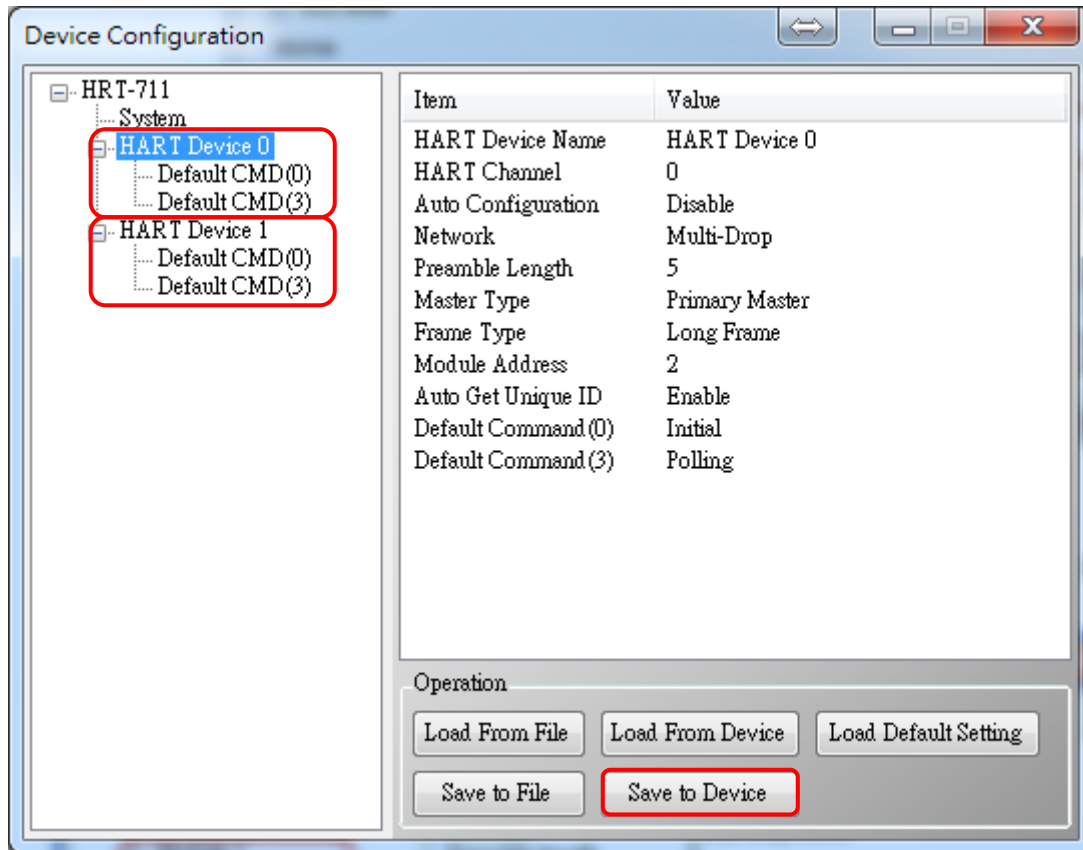 Device Configuration
HRT-711
System
HART Device 0
Default CMD(0)
Default CMD(3)
HART Device 1
Default CMD(0)
Default CMD(3)
Item Value
HART Device Name HART Device 0
HART Channel 0
Auto Configuration Disable
Network Multi-Drop
Preamble Length 5
Master Type Primary Master
Frame Type Long Frame
Module Address 2
Auto Get Unique ID Enable
Default Command(0) Initial
Default Command(3) Polling
Operation
Load From File Load From Device Load Default Setting
Save to File Save to Device